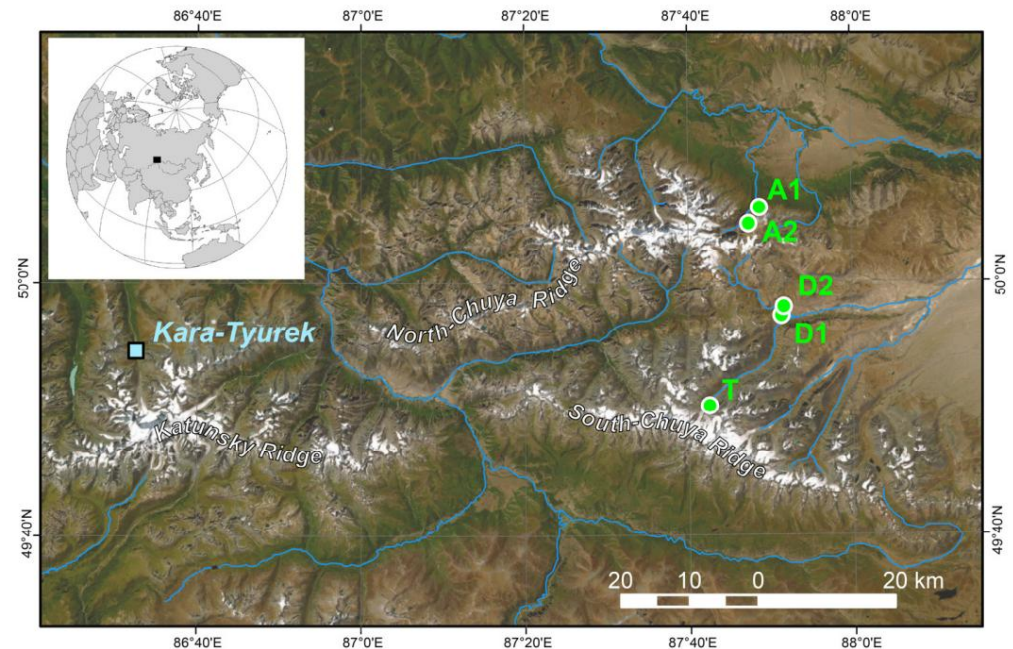 86°40'E 87°0'E 87°20'E 87°40'E 88°0'E
A1
A2
50°0'N
50°0'N
D2
North-Chuya Ridge
Kara-Tyurek
D1
T
South-Chuya Ridge
Katunsky Ridge
49°40'N
49°40'N
20 10 0 20 km
86°40'E 87°0'E 87°20'E 87°40'E 88°0'E